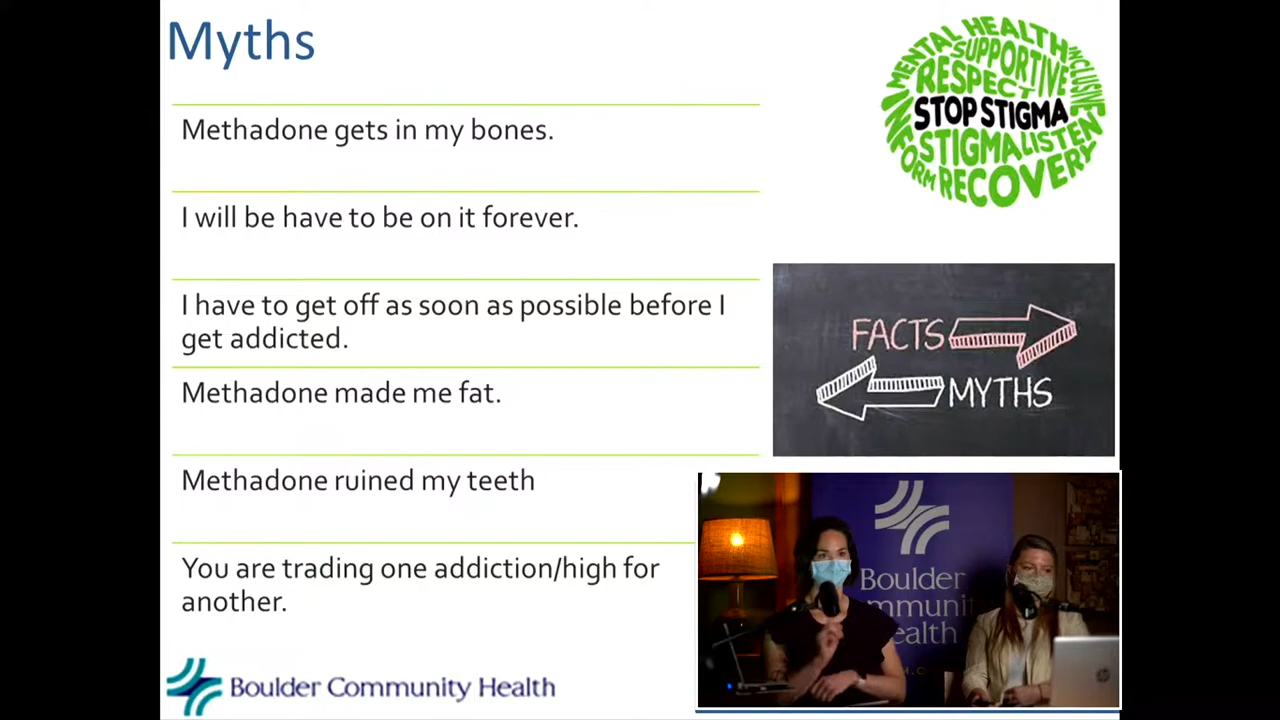 Myths
Methadone gets in my bones.
I will be have to be on it forever.
I have to get off as soon as possible before I
get addicted.
Methadone made me fat.
Methadone ruined my teeth
You are trading one addiction/high for
another.
Boulder Community Health
MENTAL HEALTH
INCLUSIVE
SUPPORTIVE
RESPECT
STOP STIGMA
STIGMA LISTEN
INFORM RECOVERY
FACTS
MYTHS
Boulder
mmunit
ealth